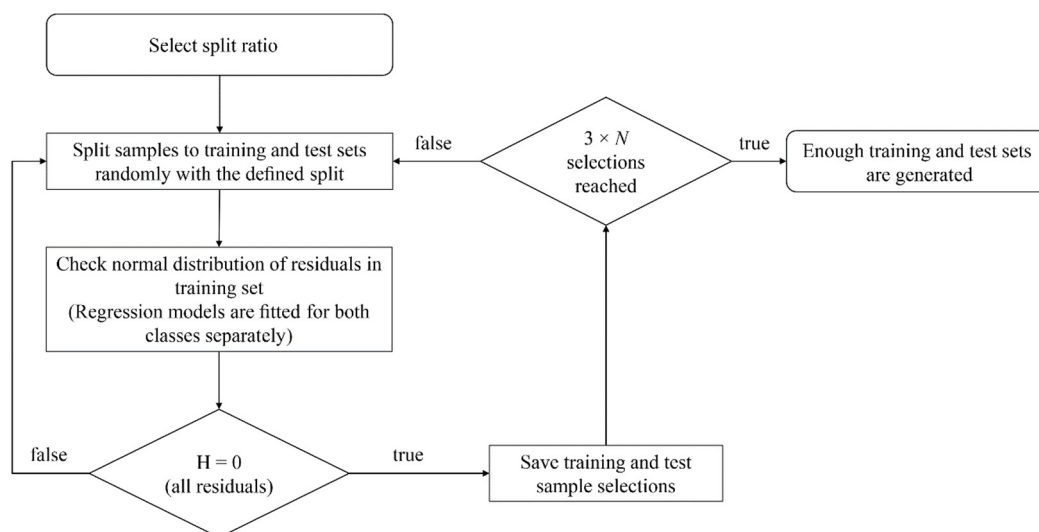 Select split ratio
Split samples to training and test sets
randomly with the defined split
Check normal distribution of residuals in
training set
(Regression models are fitted for both
classes separately)
H = 0
(all residuals)
false
true
Save training and test
sample selections
3 × N
selections
reached
false
true
Enough training and test sets
are generated